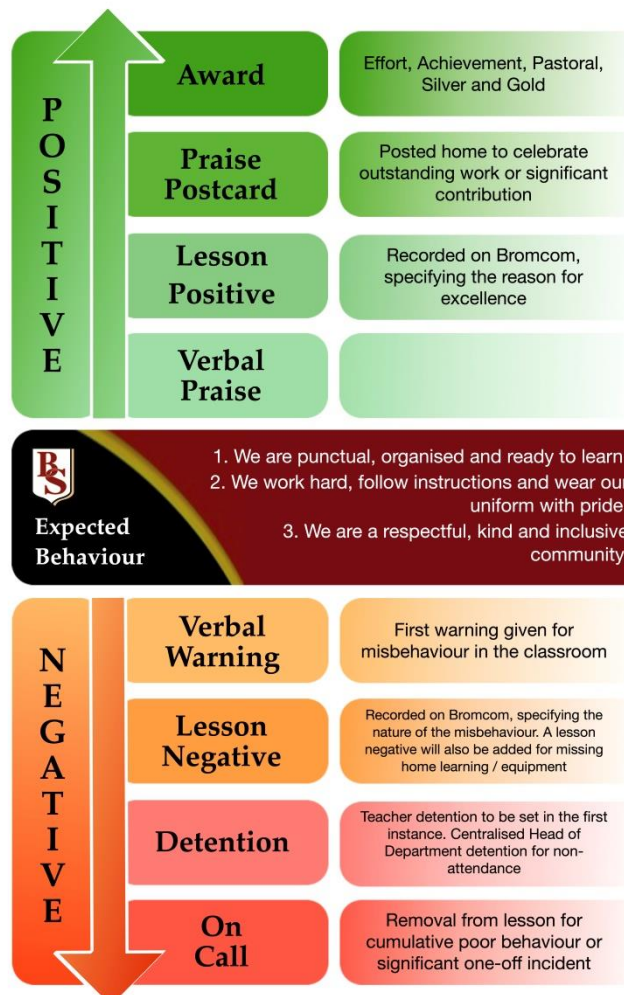 POSITIVE
Award
Effort, Achievement, Pastoral,
Silver and Gold
Praise
Postcard
Posted home to celebrate
outstanding work or significant
contribution
Lesson
Positive
Recorded on Bromcom,
specifying the reason for
excellence
Verbal
Praise
BS
Expected
Behaviour
1. We are punctual, organised and ready to learn
2. We work hard, follow instructions and wear our
uniform with pride
3. We are a respectful, kind and inclusive
community
NEGATIVE
Verbal
Warning
First warning given for
misbehaviour in the classroom
Lesson
Negative
Recorded on Bromcom, specifying the
nature of the misbehaviour. A lesson
negative will also be added for missing
home learning / equipment
Detention
Teacher detention to be set in the first
instance. Centralised Head of
Department detention for non-
attendance
On
Call
Removal from lesson for
cumulative poor behaviour or
significant one-off incident